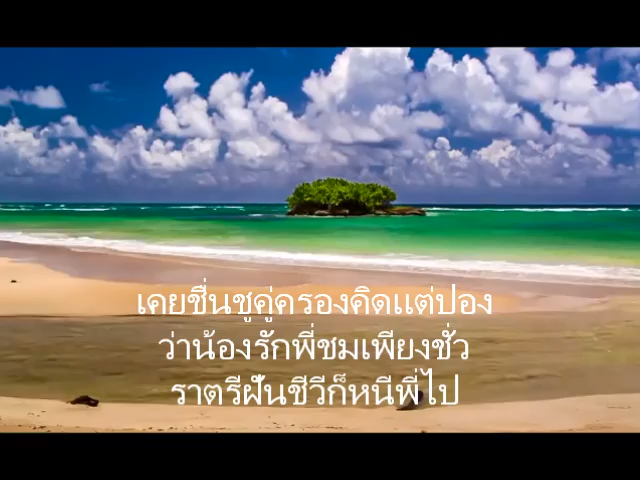 เคยชื่นชูคู่ครองคิดแต่ปอง
ว่าน้องรักพี่ชมเพียงชั่ว
ราตรีฝันชีวีก็หนีพี่ไป